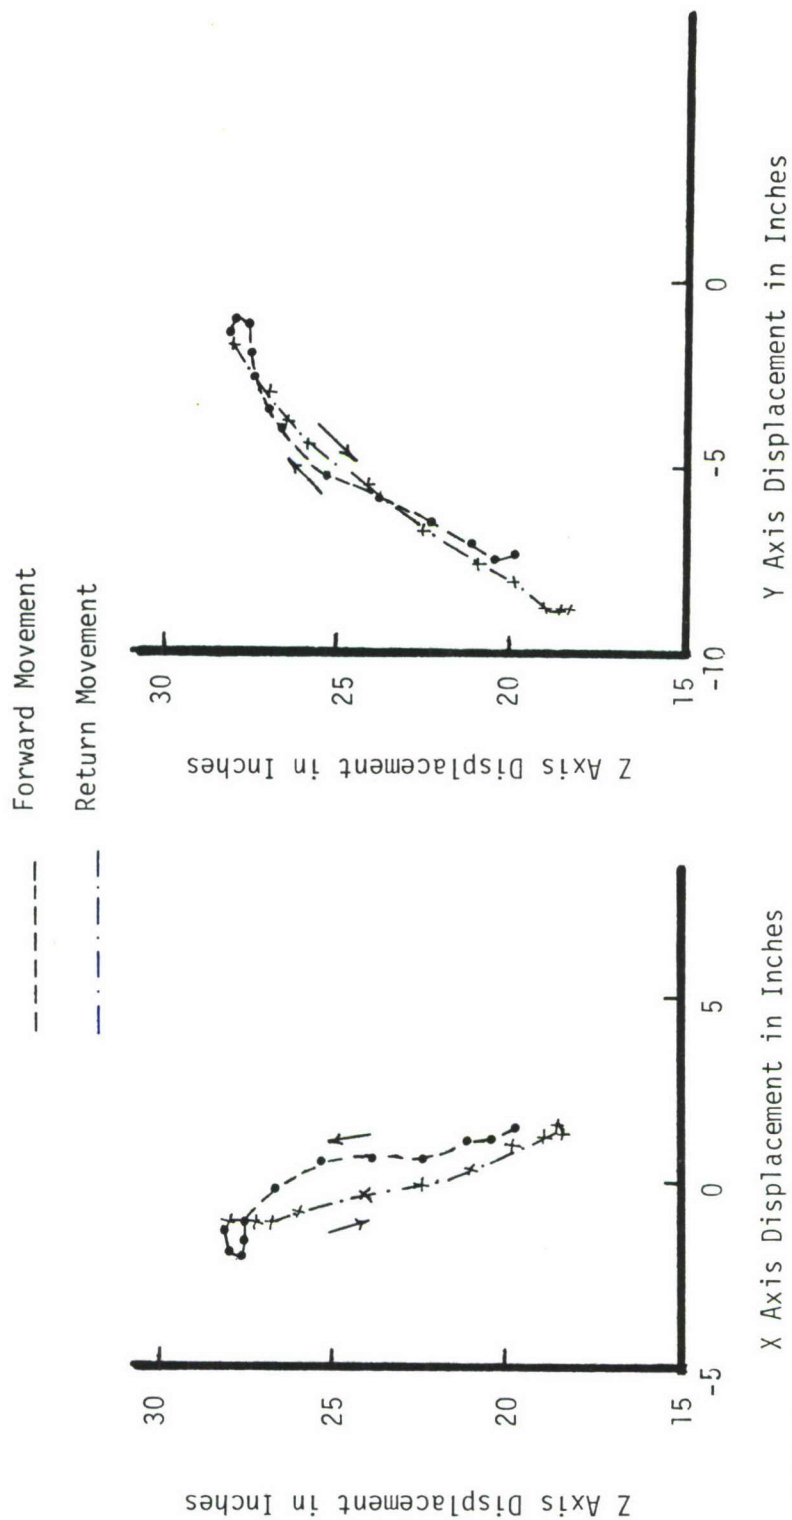 Forward Movement
Return Movement
Z Axis Displacement in Inches
30
25
20
15
-5
0
5
X Axis Displacement in Inches
Z Axis Displacement in Inches
30
25
20
15
-10
-5
0
Y Axis Displacement in Inches